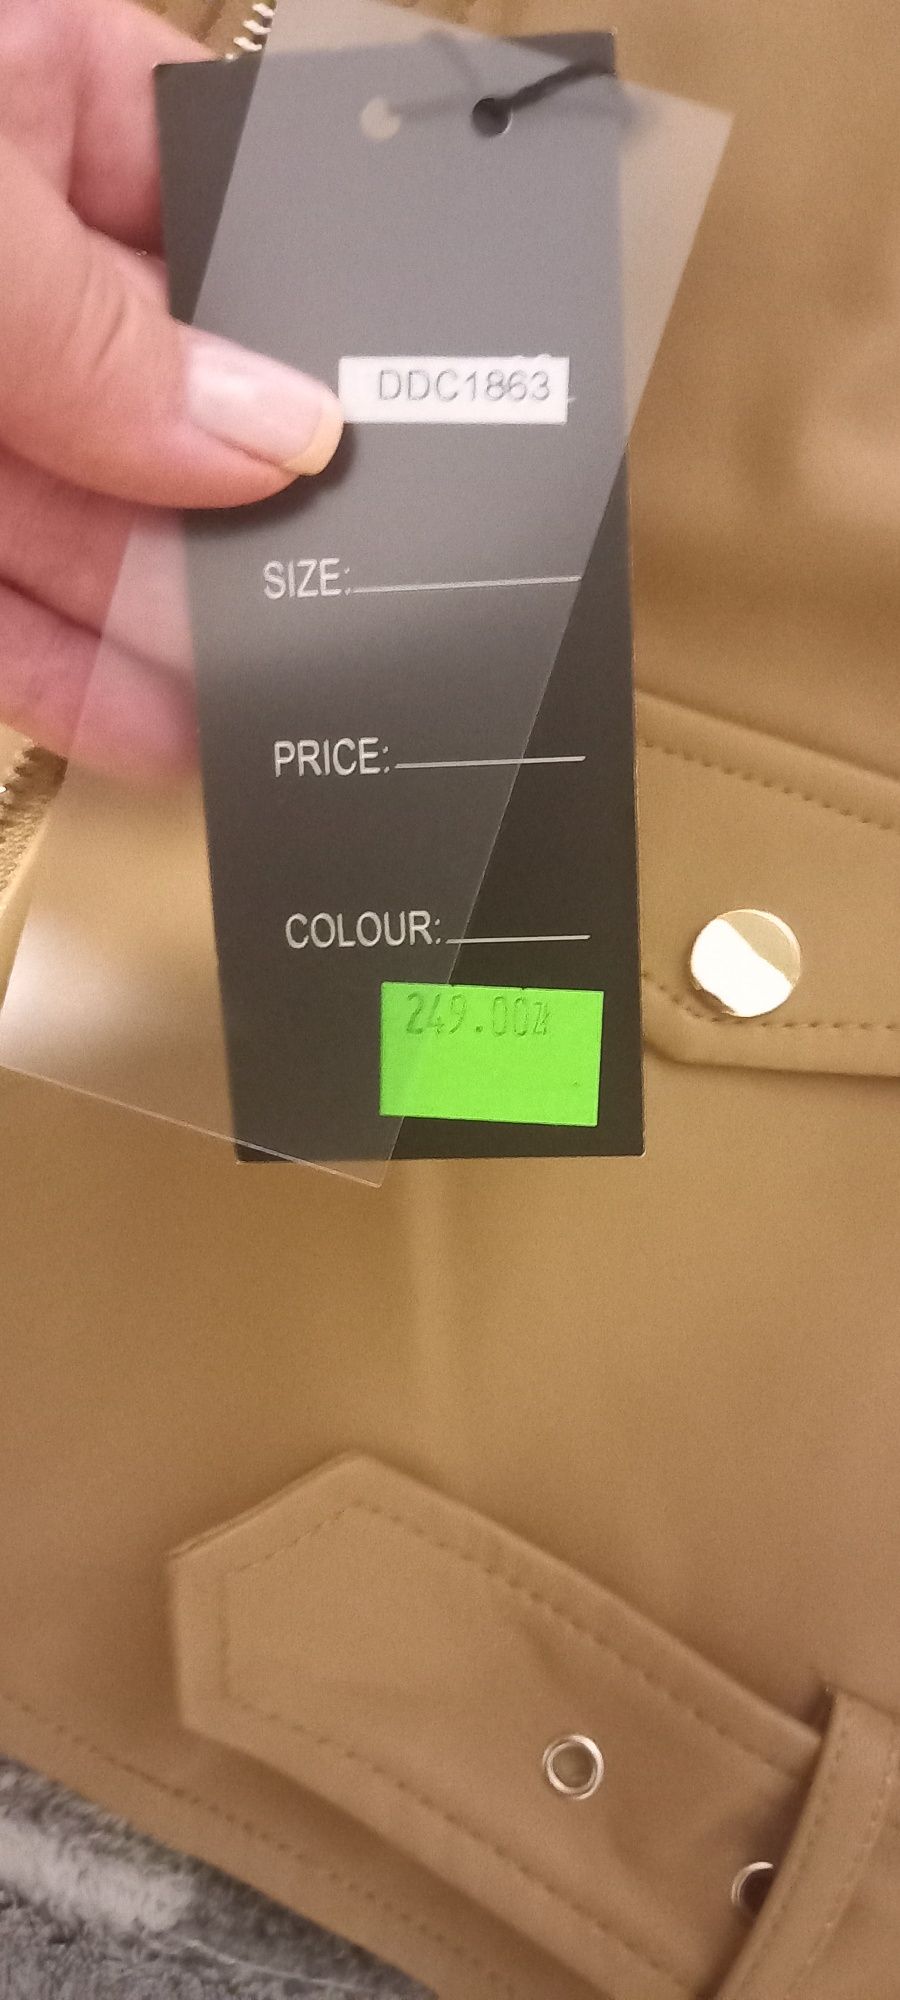 DDC1863
SIZE:
PRICE:
COLOUR:
249.00zł